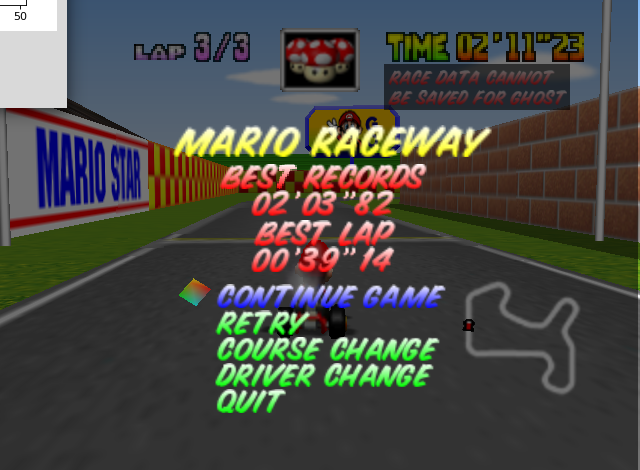 50
LAP 3/3
TIME 02'11"23
RACE DATA CANNOT
BE SAVED FOR GHOST
G
MARIO STAR
MARIO RACEWAY
BEST RECORDS
02'03"82
BEST LAP
00'39"14
CONTINUE GAME
RETRY
COURSE CHANGE
DRIVER CHANGE
QUIT